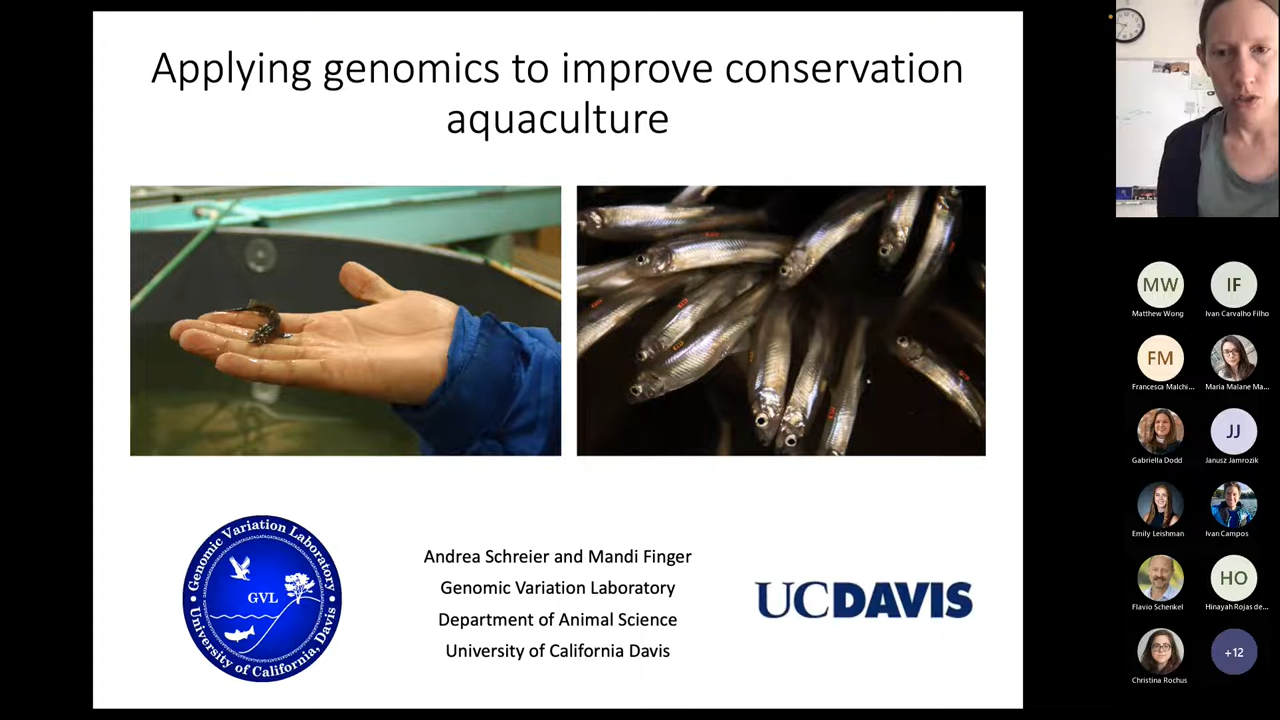 Applying genomics to improve conservation
aquaculture
Genomic Variation Laboratory
GVL
University of California, Davis
Andrea Schreier and Mandi Finger
Genomic Variation Laboratory
Department of Animal Science
University of California Davis
UCDAVIS
MW
Matthew Wong
IF
Ivan Carvalho Filho
FM
Francesca Malchi...
Maria Malane Ma...
Gabriella Dodd
JJ
Janusz Jamrozik
Emily Leishman
Ivan Campos
Flavio Schenkel
HO
Hinayah Rojas de...
Christina Rochus
+12